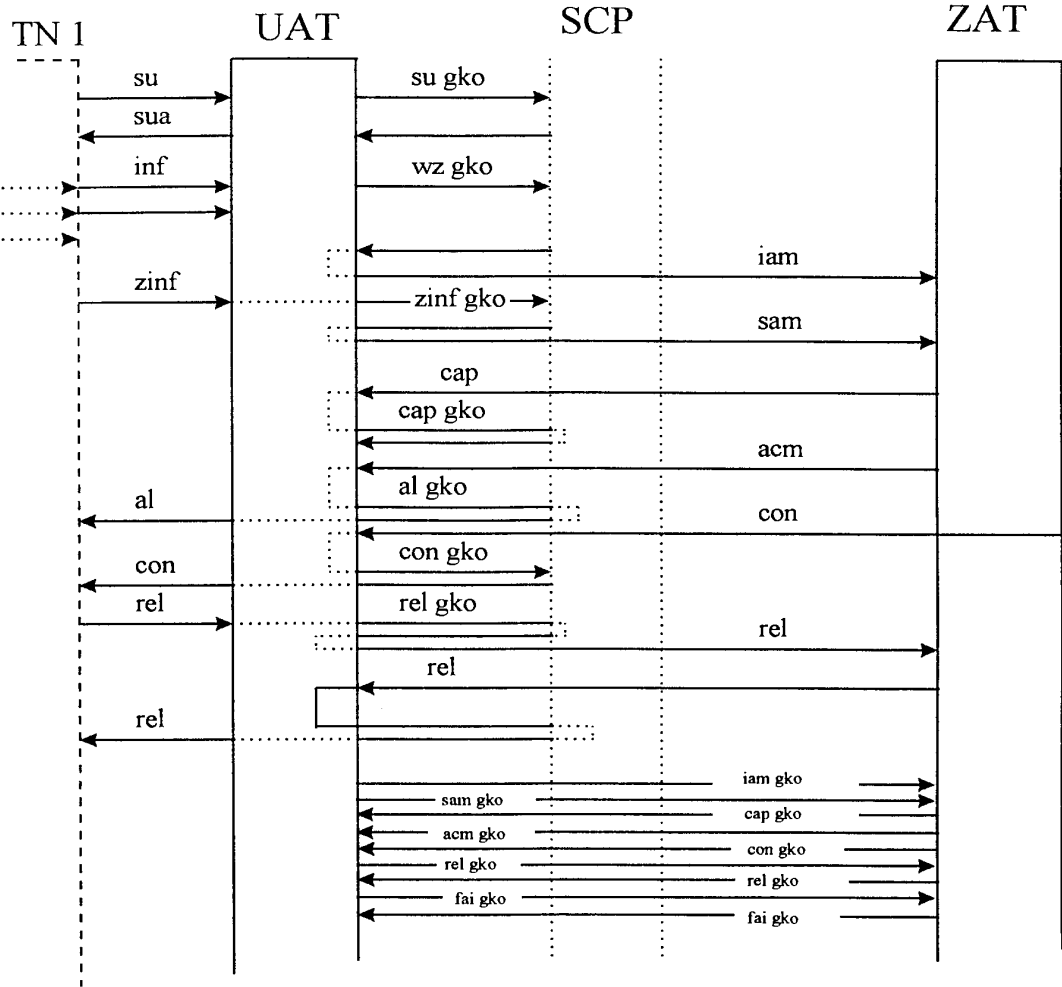 TN 1 UAT SCP ZAT
su su gko
sua
inf wz gko
iam
zinf zinf gko
sam
cap
cap gko
acm
al al gko
con
con con gko
rel rel gko
rel
rel
rel
iam gko
sam gko
cap gko
acm gko
con gko
rel gko
rel gko
fai gko
fai gko